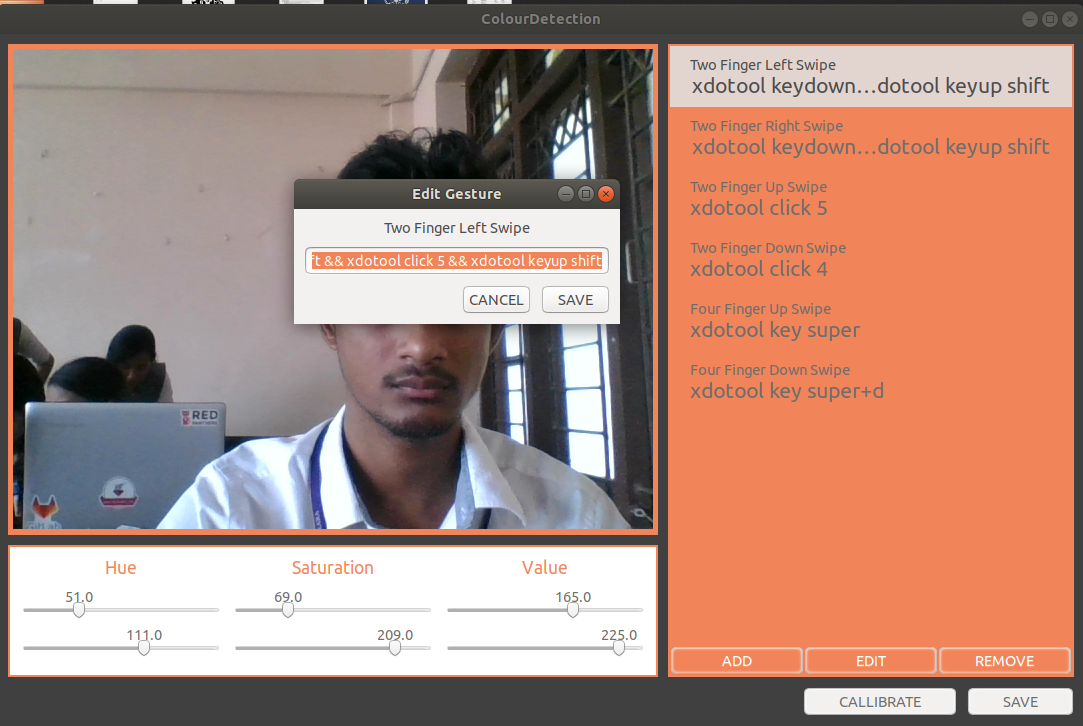 ColourDetection
Two Finger Left Swipe
xdotool keydown...dotool keyup shift
Two Finger Right Swipe
xdotool keydown...dotool keyup shift
Two Finger Up Swipe
xdotool click 5
Two Finger Down Swipe
xdotool click 4
Four Finger Up Swipe
xdotool key super
Four Finger Down Swipe
xdotool key super+d
Edit Gesture
Two Finger Left Swipe
ft && xdotool click 5 && xdotool keyup shift
CANCEL SAVE
RED
Hue Saturation Value
51.0 69.0 165.0
111.0 209.0 225.0
ADD EDIT REMOVE
CALLIBRATE SAVE